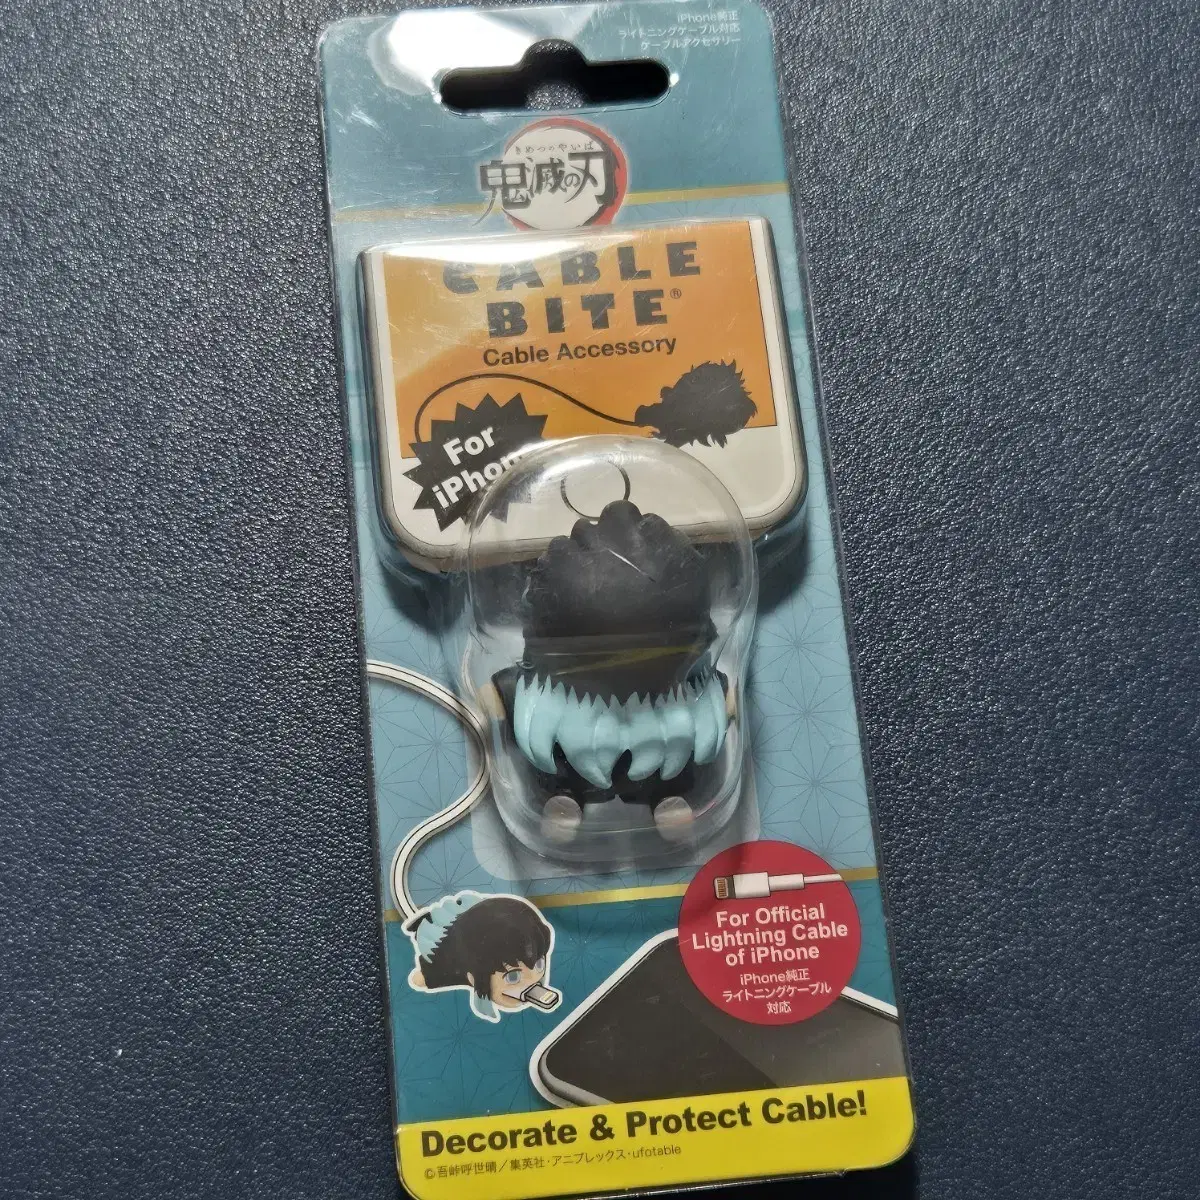 iPhone純正
ライトニングケーブル対応
ケーブルアクセサリー
きめつのやいば
鬼滅の刃
CABLE
BITE®
Cable Accessory
For
iPhon
For Official
Lightning Cable
of iPhone
iPhone純正
ライトニングケーブル
対応
Decorate & Protect Cable!
©吾峠呼世晴／集英社・アニプレックス・ufotable